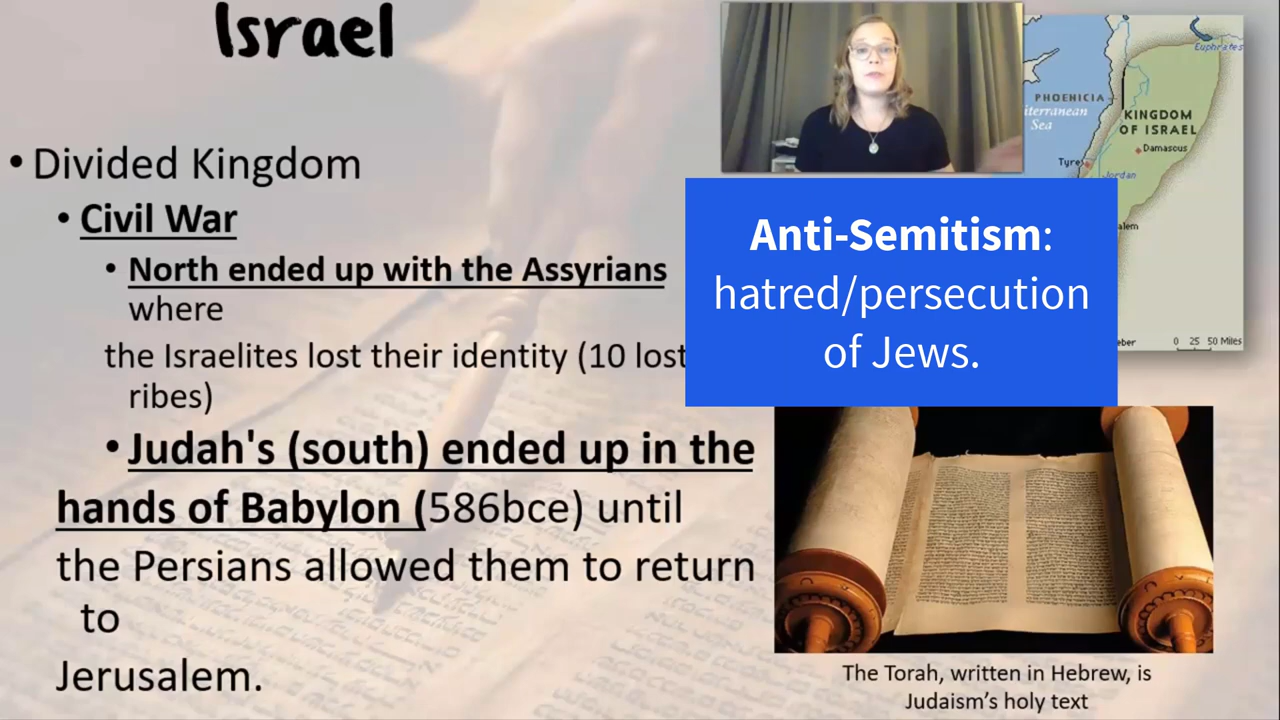 Israel
• Divided Kingdom
• Civil War
• North ended up with the Assyrians
where
the Israelites lost their identity (10 lost
ribes)
• Judah's (south) ended up in the
hands of Babylon (586bce) until
the Persians allowed them to return
to
Jerusalem.
Euphrates
PHOENICIA
iterranean
Sea
KINGDOM
OF ISRAEL
Damascus
Tyre
Jordan
alem
eber
0 25 50 Miles
Anti-Semitism:
hatred/persecution
of Jews.
The Torah, written in Hebrew, is
Judaism's holy text